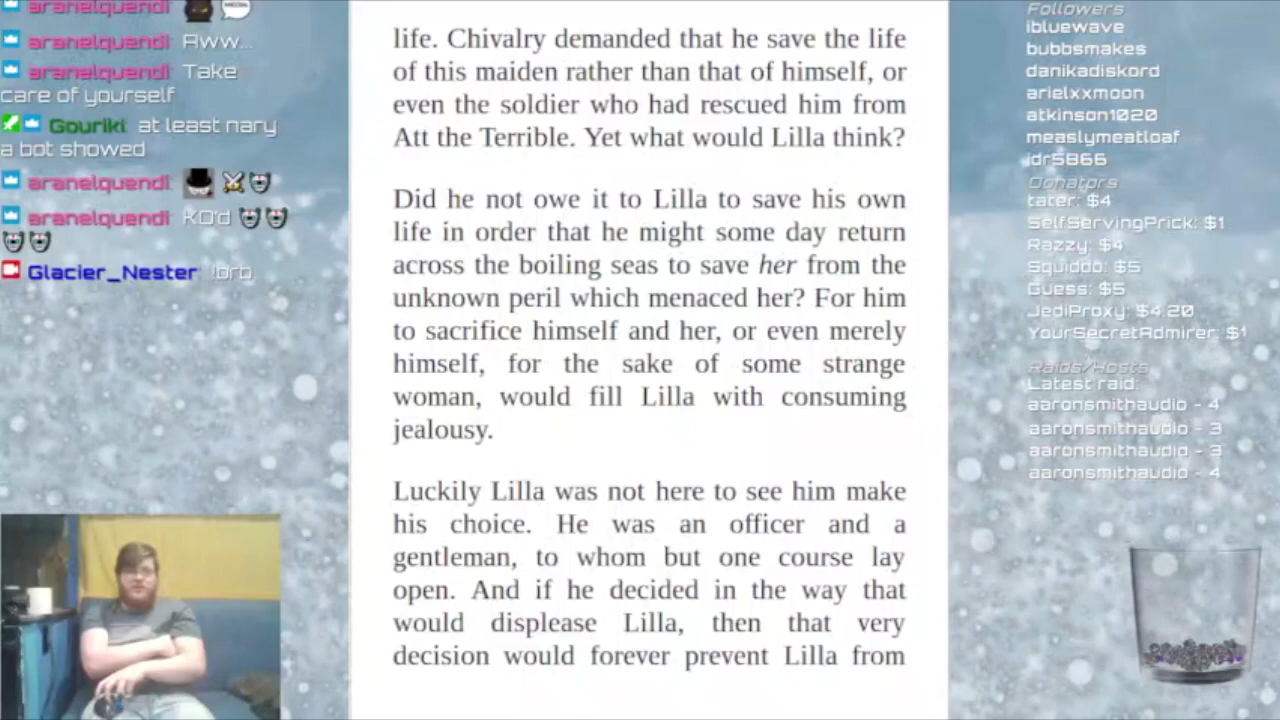 aranelquendi
SPECIAL
aranelquendi: Aww...
aranelquendi: Take
care of yourself
Gouriki: at least nary
a bot showed
aranelquendi:
aranelquendi: KO'd
Glacier_Nester: !brb
life. Chivalry demanded that he save the life
of this maiden rather than that of himself, or
even the soldier who had rescued him from
Att the Terrible. Yet what would Lilla think?
Did he not owe it to Lilla to save his own
life in order that he might some day return
across the boiling seas to save her from the
unknown peril which menaced her? For him
to sacrifice himself and her, or even merely
himself, for the sake of some strange
woman, would fill Lilla with consuming
jealousy.
Luckily Lilla was not here to see him make
his choice. He was an officer and a
gentleman, to whom but one course lay
open. And if he decided in the way that
would displease Lilla, then that very
decision would forever prevent Lilla from
Followers
ibluewave
bubbsmakes
danikadiskord
arielxxmoon
atkinson1020
measlymeatloaf
jdr5866
Donators
tater: $4
SelfServingPrick: $1
Razzy: $4
Squiddo: $5
Guess: $5
JediProxy: $4.20
YourSecretAdmirer: $1
Raids/Hosts
Latest raid:
aaronsmithaudio - 4
aaronsmithaudio - 3
aaronsmithaudio - 3
aaronsmithaudio - 4